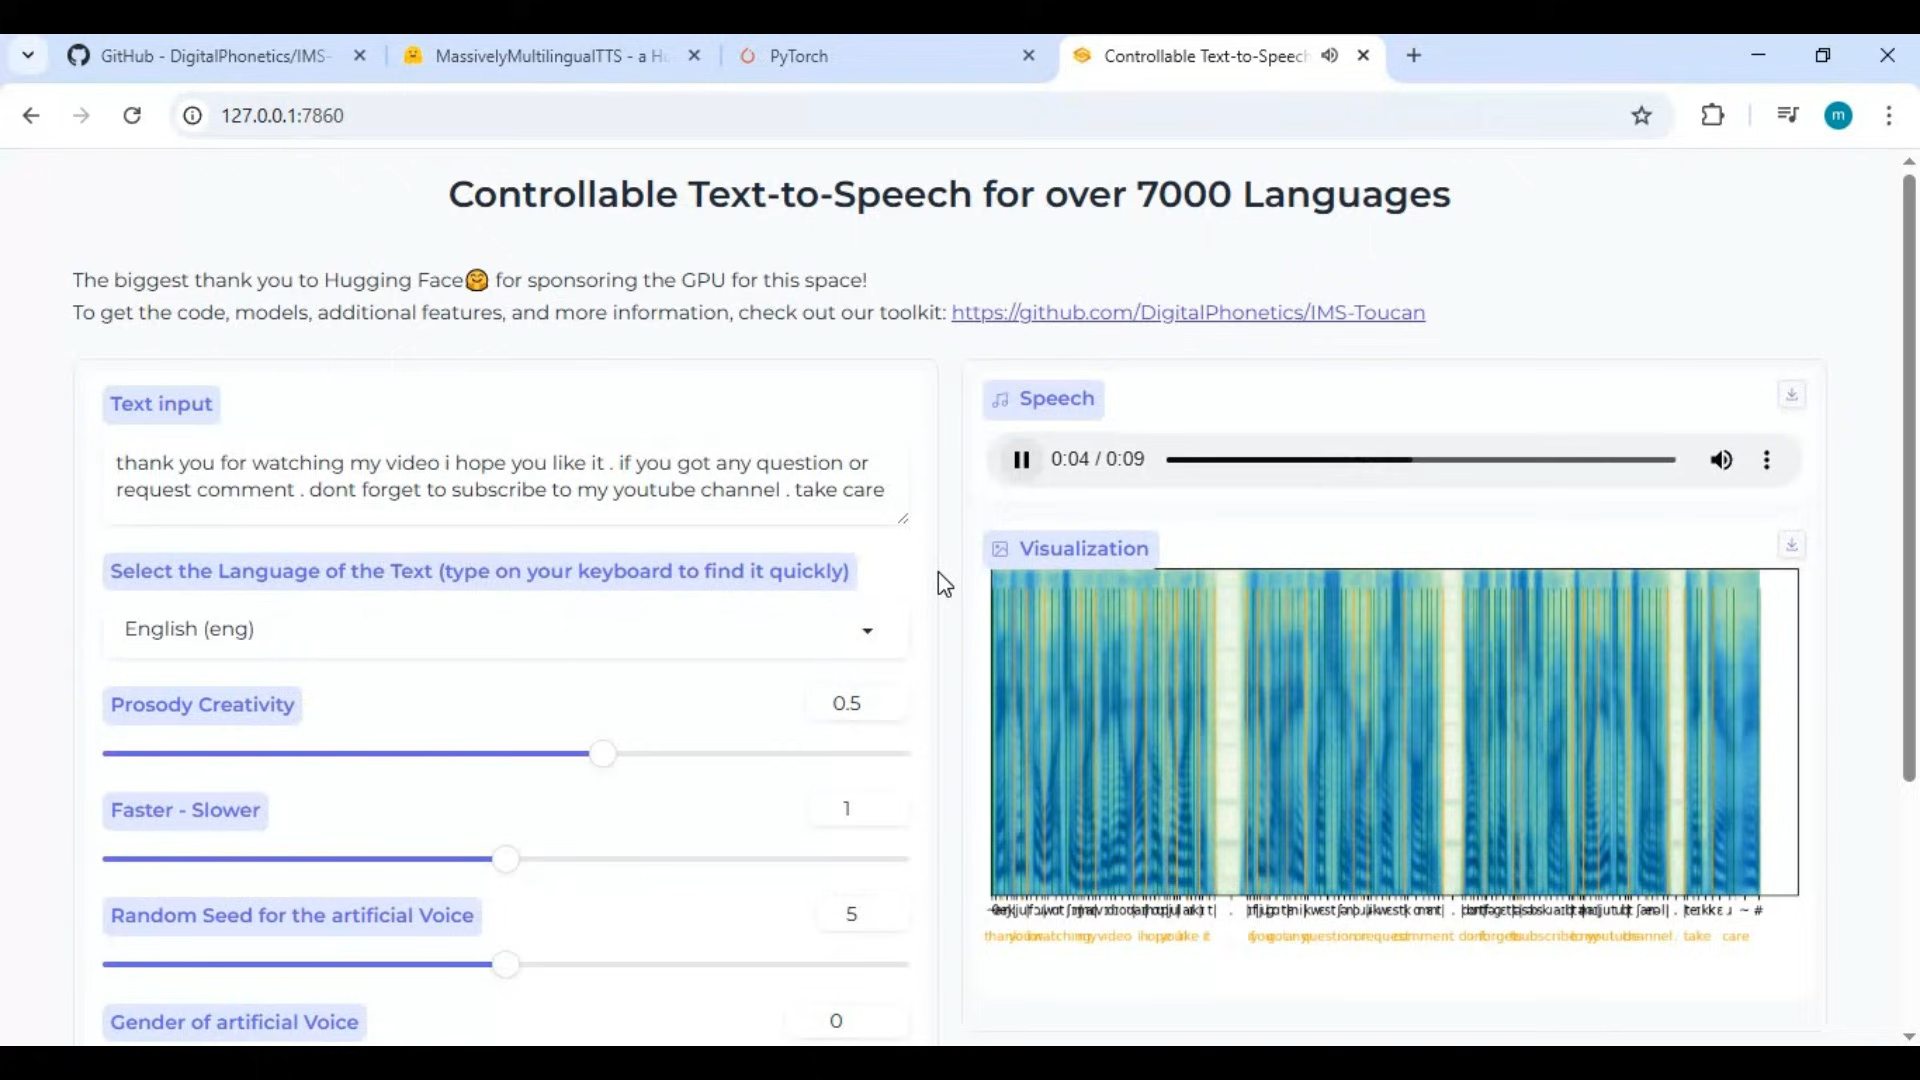 GitHub - DigitalPhonetics/IMS-
MassivelyMultilingualTTS - a Hu
PyTorch
Controllable Text-to-Speech
127.0.0.1:7860
m
Controllable Text-to-Speech for over 7000 Languages
The biggest thank you to Hugging Face🤗 for sponsoring the GPU for this space!
To get the code, models, additional features, and more information, check out our toolkit: https://github.com/DigitalPhonetics/IMS-Toucan
Text input
thank you for watching my video i hope you like it . if you got any question or
request comment . dont forget to subscribe to my youtube channel . take care
Select the Language of the Text (type on your keyboard to find it quickly)
English (eng)
Prosody Creativity
0.5
Faster - Slower
1
Random Seed for the artificial Voice
5
Gender of artificial Voice
0
Speech
0:04 / 0:09
Visualization
take care